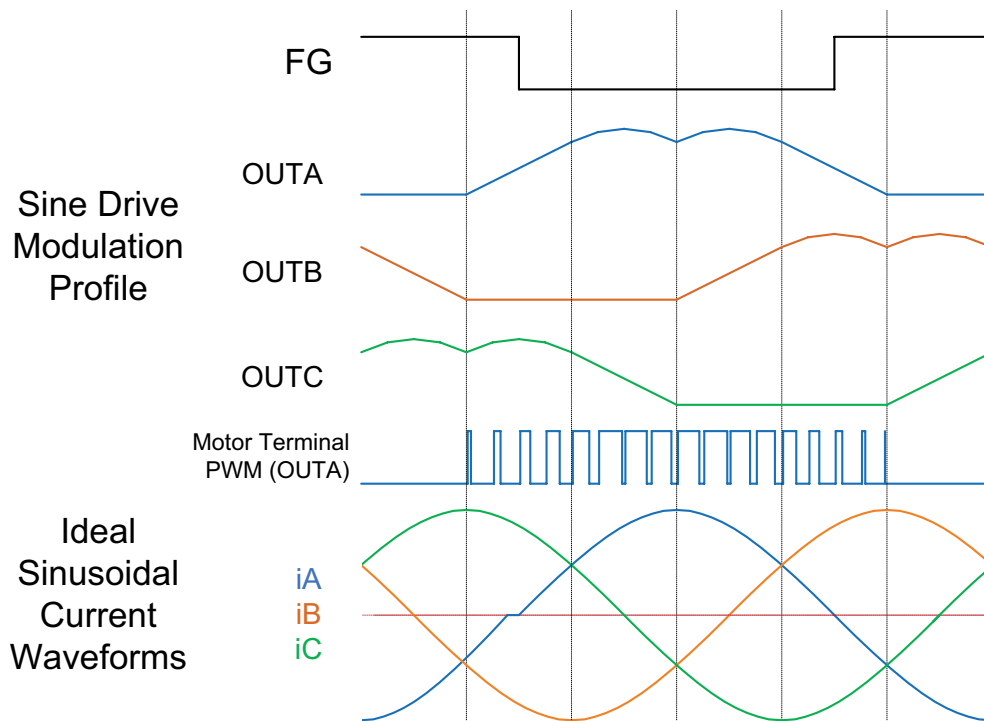 FG
OUTA
Sine Drive
Modulation
Profile
OUTB
OUTC
Motor Terminal
PWM (OUTA)
Ideal
Sinusoidal
Current
Waveforms
iA
iB
iC